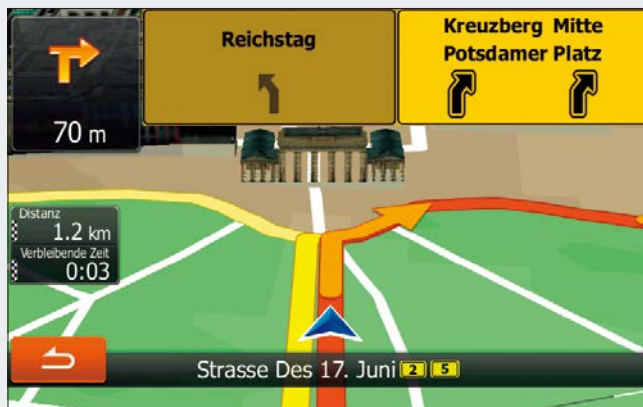 Reichstag
Kreuzberg Mitte
Potsdamer Platz
70 m
Distanz
1.2 km
Verbleibende Zeit
0:03
Strasse Des 17. Juni 2 5